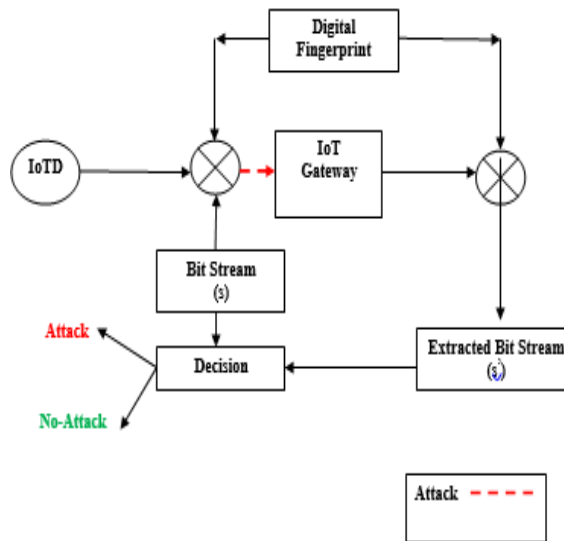 Digital
Fingerprint
IoTD
IoT
Gateway
Bit Stream
(s)
Attack
Decision
Extracted Bit Stream
(s̀)
No-Attack
Attack